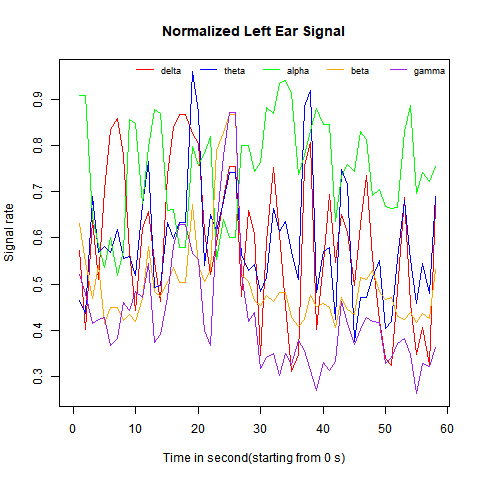 Normalized Left Ear Signal
delta theta alpha beta gamma
Signal rate
0.9
0.8
0.7
0.6
0.5
0.4
0.3
0 10 20 30 40 50 60
Time in second(starting from 0 s)